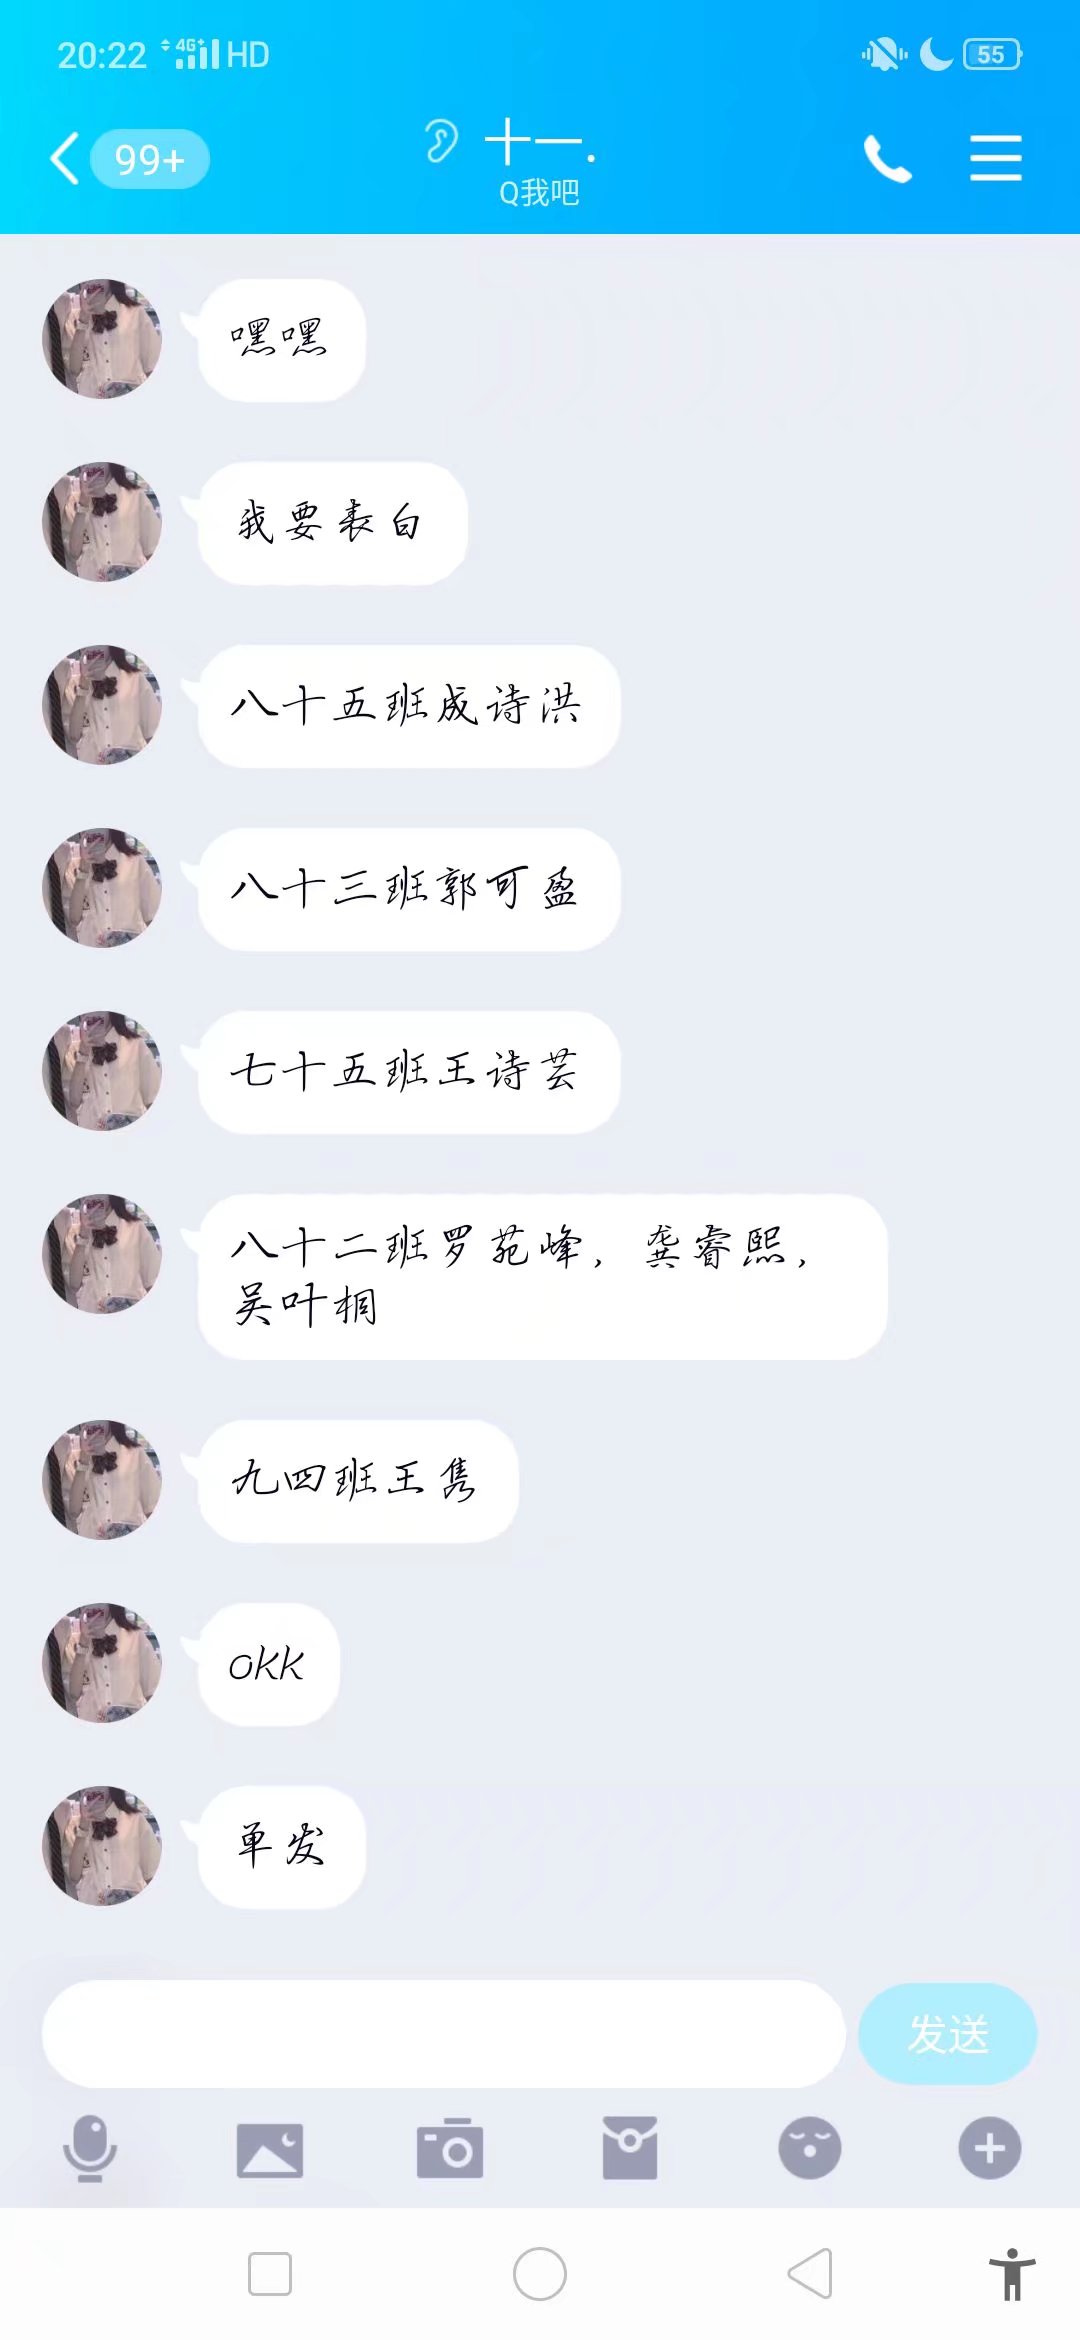 20:22 4G+ HD 55
99+ 十一.
Q我吧
嘿嘿
我要表白
八十五班成诗洪
八十三班郭可盈
七十五班王诗芸
八十二班罗苑峰，龚睿熙，
吴叶桐
九四班王隽
okk
单发
发送